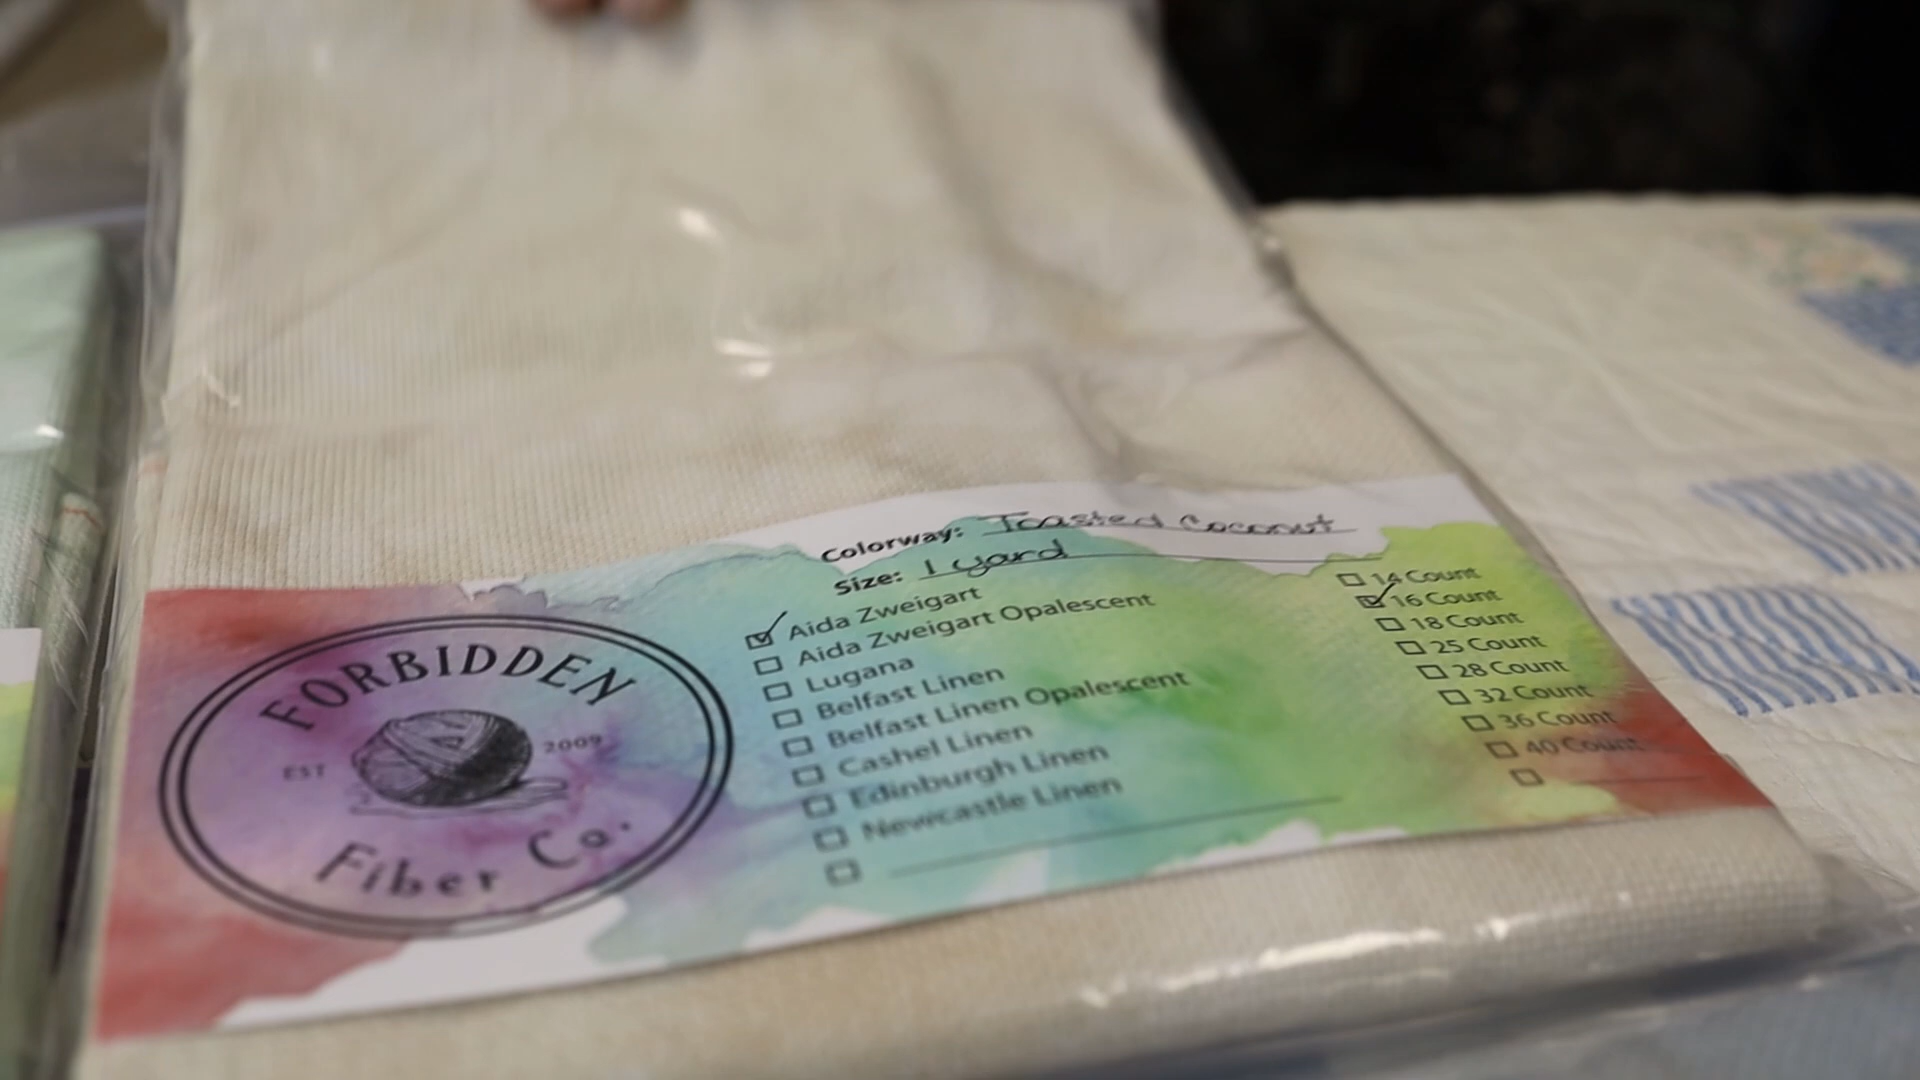 Colorway: Toasted Coconut
Size: 1 yard
Aida Zweigart
Aida Zweigart Opalescent
Lugana
Belfast Linen
Belfast Linen Opalescent
Cashel Linen
Edinburgh Linen
Newcastle Linen
14 Count
16 Count
18 Count
25 Count
28 Count
32 Count
36 Count
40 Count
FORBIDDEN
EST 2009
Fiber Co.